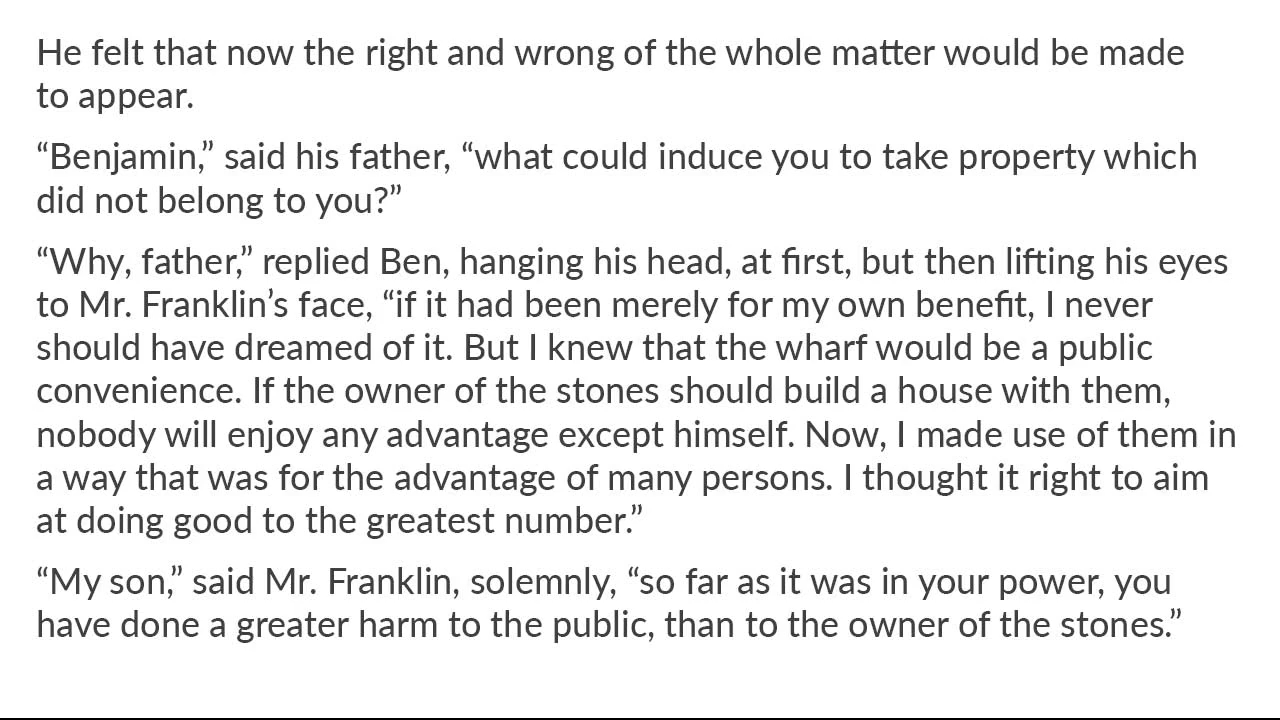 He felt that now the right and wrong of the whole matter would be made
to appear.
“Benjamin,” said his father, “what could induce you to take property which
did not belong to you?”
“Why, father,” replied Ben, hanging his head, at first, but then lifting his eyes
to Mr. Franklin’s face, “if it had been merely for my own benefit, I never
should have dreamed of it. But I knew that the wharf would be a public
convenience. If the owner of the stones should build a house with them,
nobody will enjoy any advantage except himself. Now, I made use of them in
a way that was for the advantage of many persons. I thought it right to aim
at doing good to the greatest number.”
“My son,” said Mr. Franklin, solemnly, “so far as it was in your power, you
have done a greater harm to the public, than to the owner of the stones.”